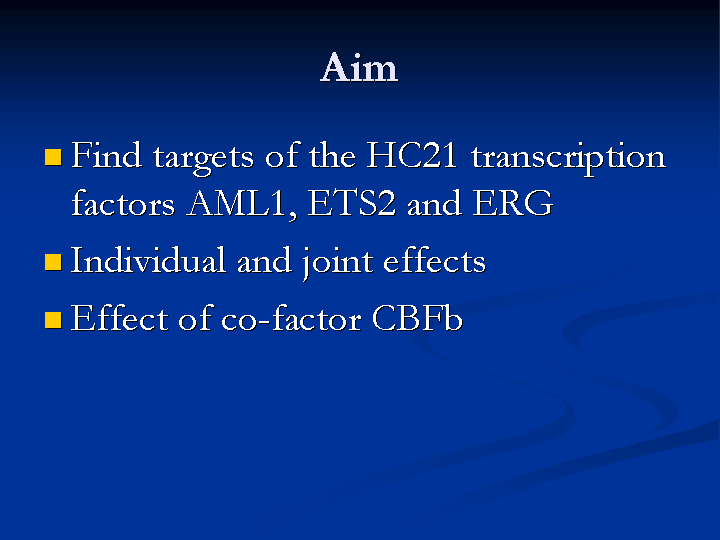 Aim
Find targets of the HC21 transcription
factors AML1, ETS2 and ERG
Individual and joint effects
Effect of co-factor CBFb